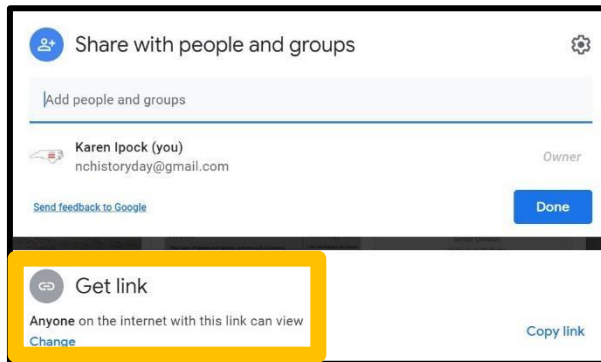 Share with people and groups
Add people and groups
Karen Ipock (you)
nchistoryday@gmail.com
Owner
Send feedback to Google
Done
Get link
Anyone on the internet with this link can view
Change
Copy link